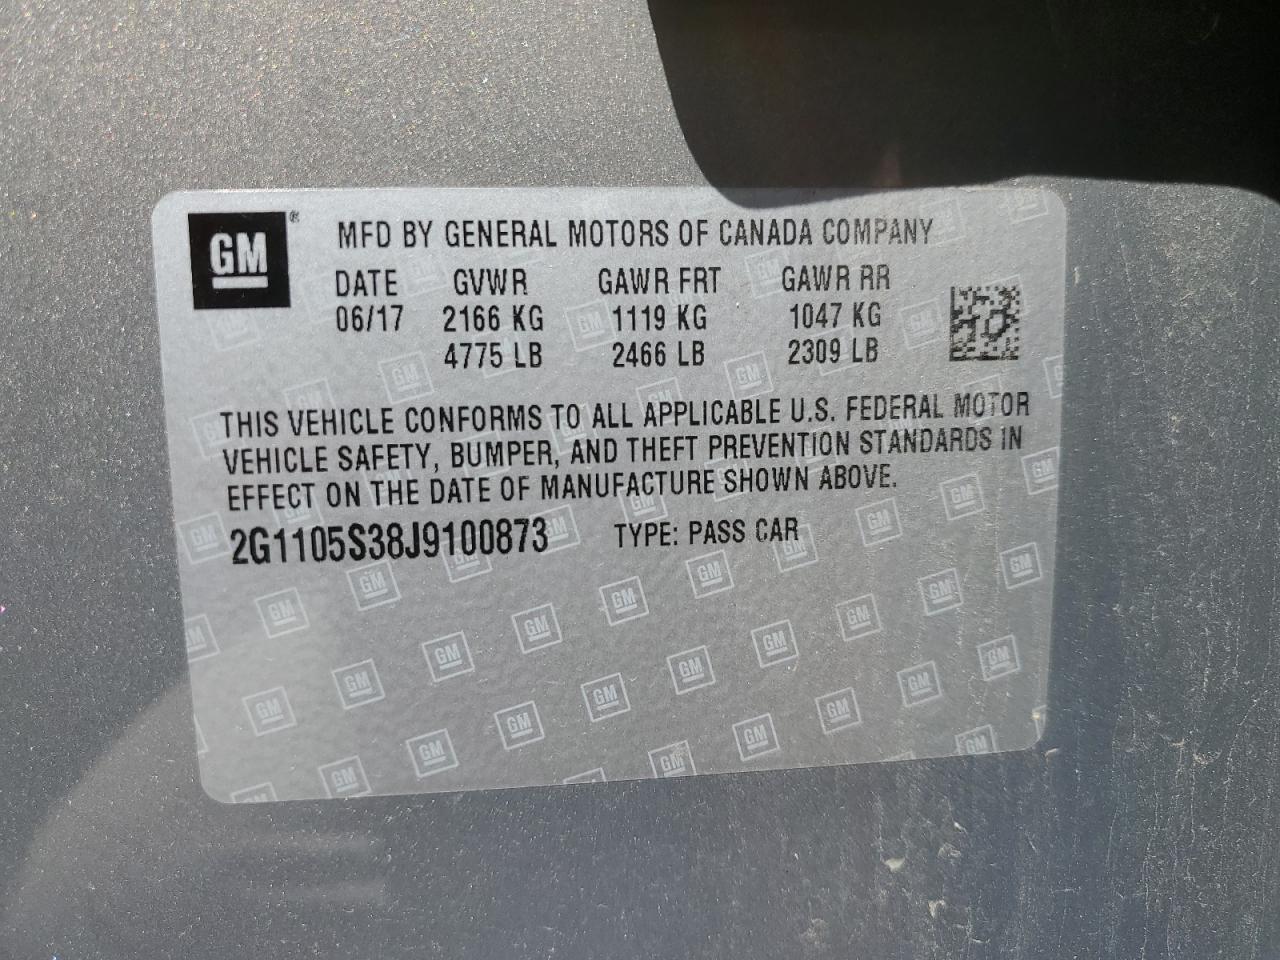 GM®
MFD BY GENERAL MOTORS OF CANADA COMPANY
DATE GVWR GAWR FRT GAWR RR
06/17 2166 KG 1119 KG 1047 KG
4775 LB 2466 LB 2309 LB
THIS VEHICLE CONFORMS TO ALL APPLICABLE U.S. FEDERAL MOTOR
VEHICLE SAFETY, BUMPER, AND THEFT PREVENTION STANDARDS IN
EFFECT ON THE DATE OF MANUFACTURE SHOWN ABOVE.
2G1105S38J9100873 TYPE: PASS CAR